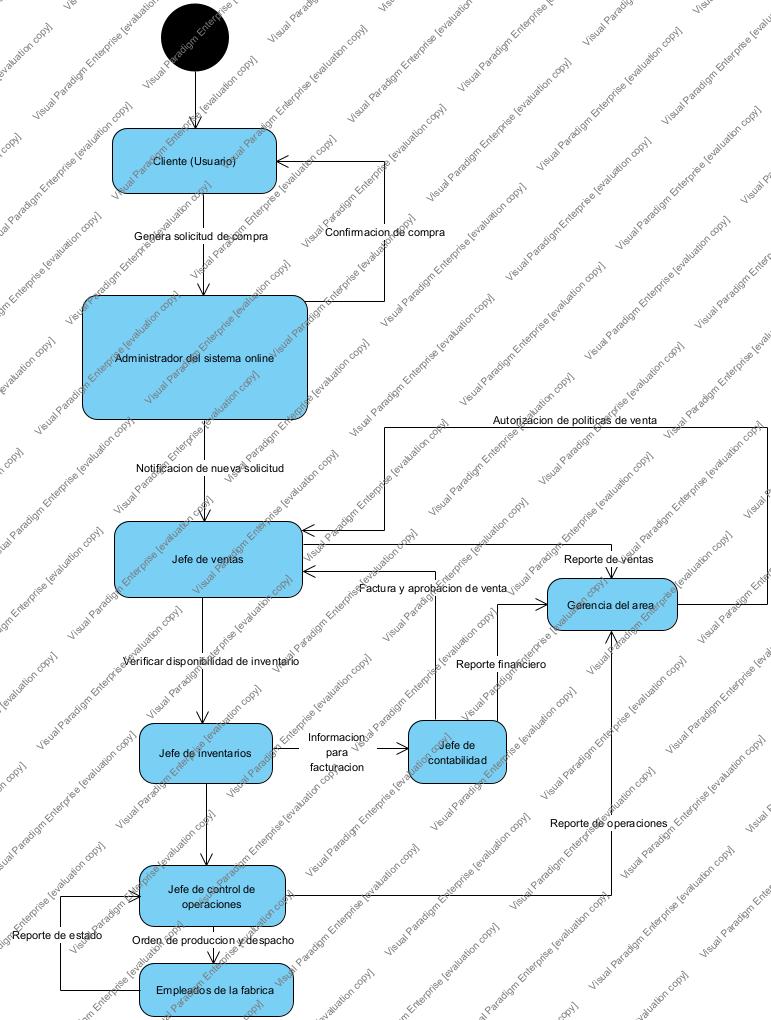 Cliente (Usuario)
Genera solicitud de compra
Confirmacion de compra
Administrador del sistema online
Autorizacion de politicas de venta
Notificacion de nueva solicitud
Jefe de ventas
Reporte de ventas
Factura y aprobacion de venta
Gerencia del area
Verificar disponibilidad de inventario
Reporte financiero
Jefe de inventarios
Informacion
para
facturacion
Jefe de
contabilidad
Reporte de operaciones
Jefe de control de
operaciones
Reporte de estado
Orden de produccion y despacho
Empleados de la fabrica
Visual Paradigm Enterprise [evaluation copy]